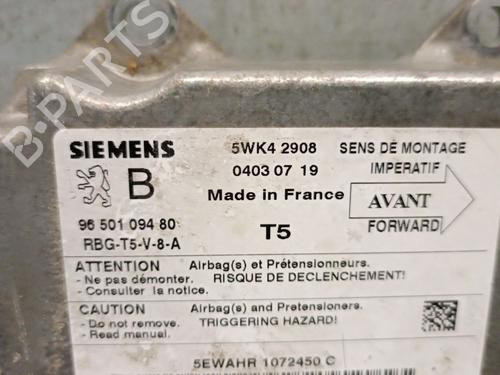 B-PARTS
SIEMENS
5WK4 2908
SENS DE MONTAGE
B
0403 07 19
IMPERATIF
Made in France
AVANT
96 501 094 80
RBG-T5-V-8-A
T5
FORWARD
ATTENTION Airbag(s) et Prétensionneurs.
- Ne pas démonter. RISQUE DE DECLENCHEMENT!
- Consulter la notice.
CAUTION Airbag(s) and Pretensioners.
- Do not remove. TRIGGERING HAZARD!
- Read manual.
5EWAHR 1072450 C